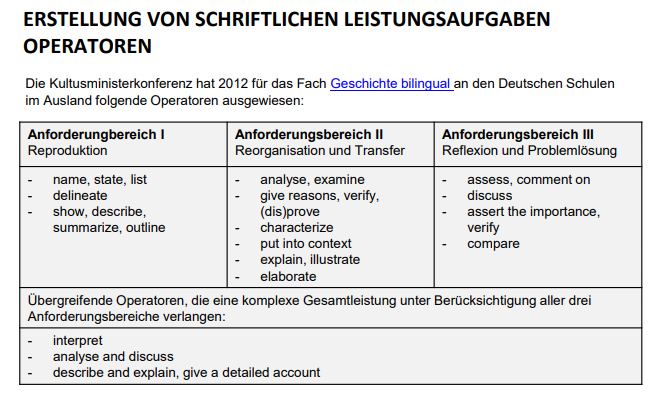 ERSTELLUNG VON SCHRIFTLICHEN LEISTUNGSAUFGABEN
OPERATOREN
Die Kultusministerkonferenz hat 2012 für das Fach Geschichte bilingual an den Deutschen Schulen
im Ausland folgende Operatoren ausgewiesen:
Anforderungbereich I
Reproduktion
- name, state, list
- delineate
- show, describe,
summarize, outline
Anforderungsbereich II
Reorganisation und Transfer
- analyse, examine
- give reasons, verify,
(dis)prove
- characterize
- put into context
- explain, illustrate
- elaborate
Anforderungsbereich III
Reflexion und Problemlösung
- assess, comment on
- discuss
- assert the importance,
verify
- compare
Übergreifende Operatoren, die eine komplexe Gesamtleistung unter Berücksichtigung aller drei
Anforderungsbereiche verlangen:
- interpret
- analyse and discuss
- describe and explain, give a detailed account